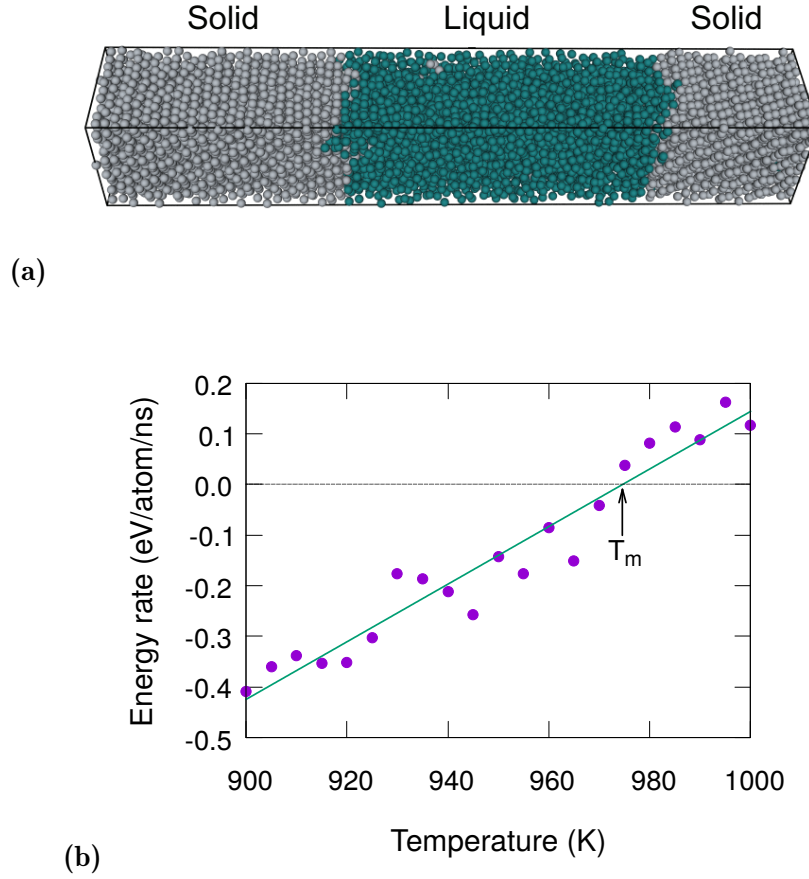 Solid Liquid Solid
(a)
0.2
0.1
0.0
-0.1
-0.2
-0.3
-0.4
-0.5
Energy rate (eV/atom/ns)
T_m
900 920 940 960 980 1000
Temperature (K)
(b)